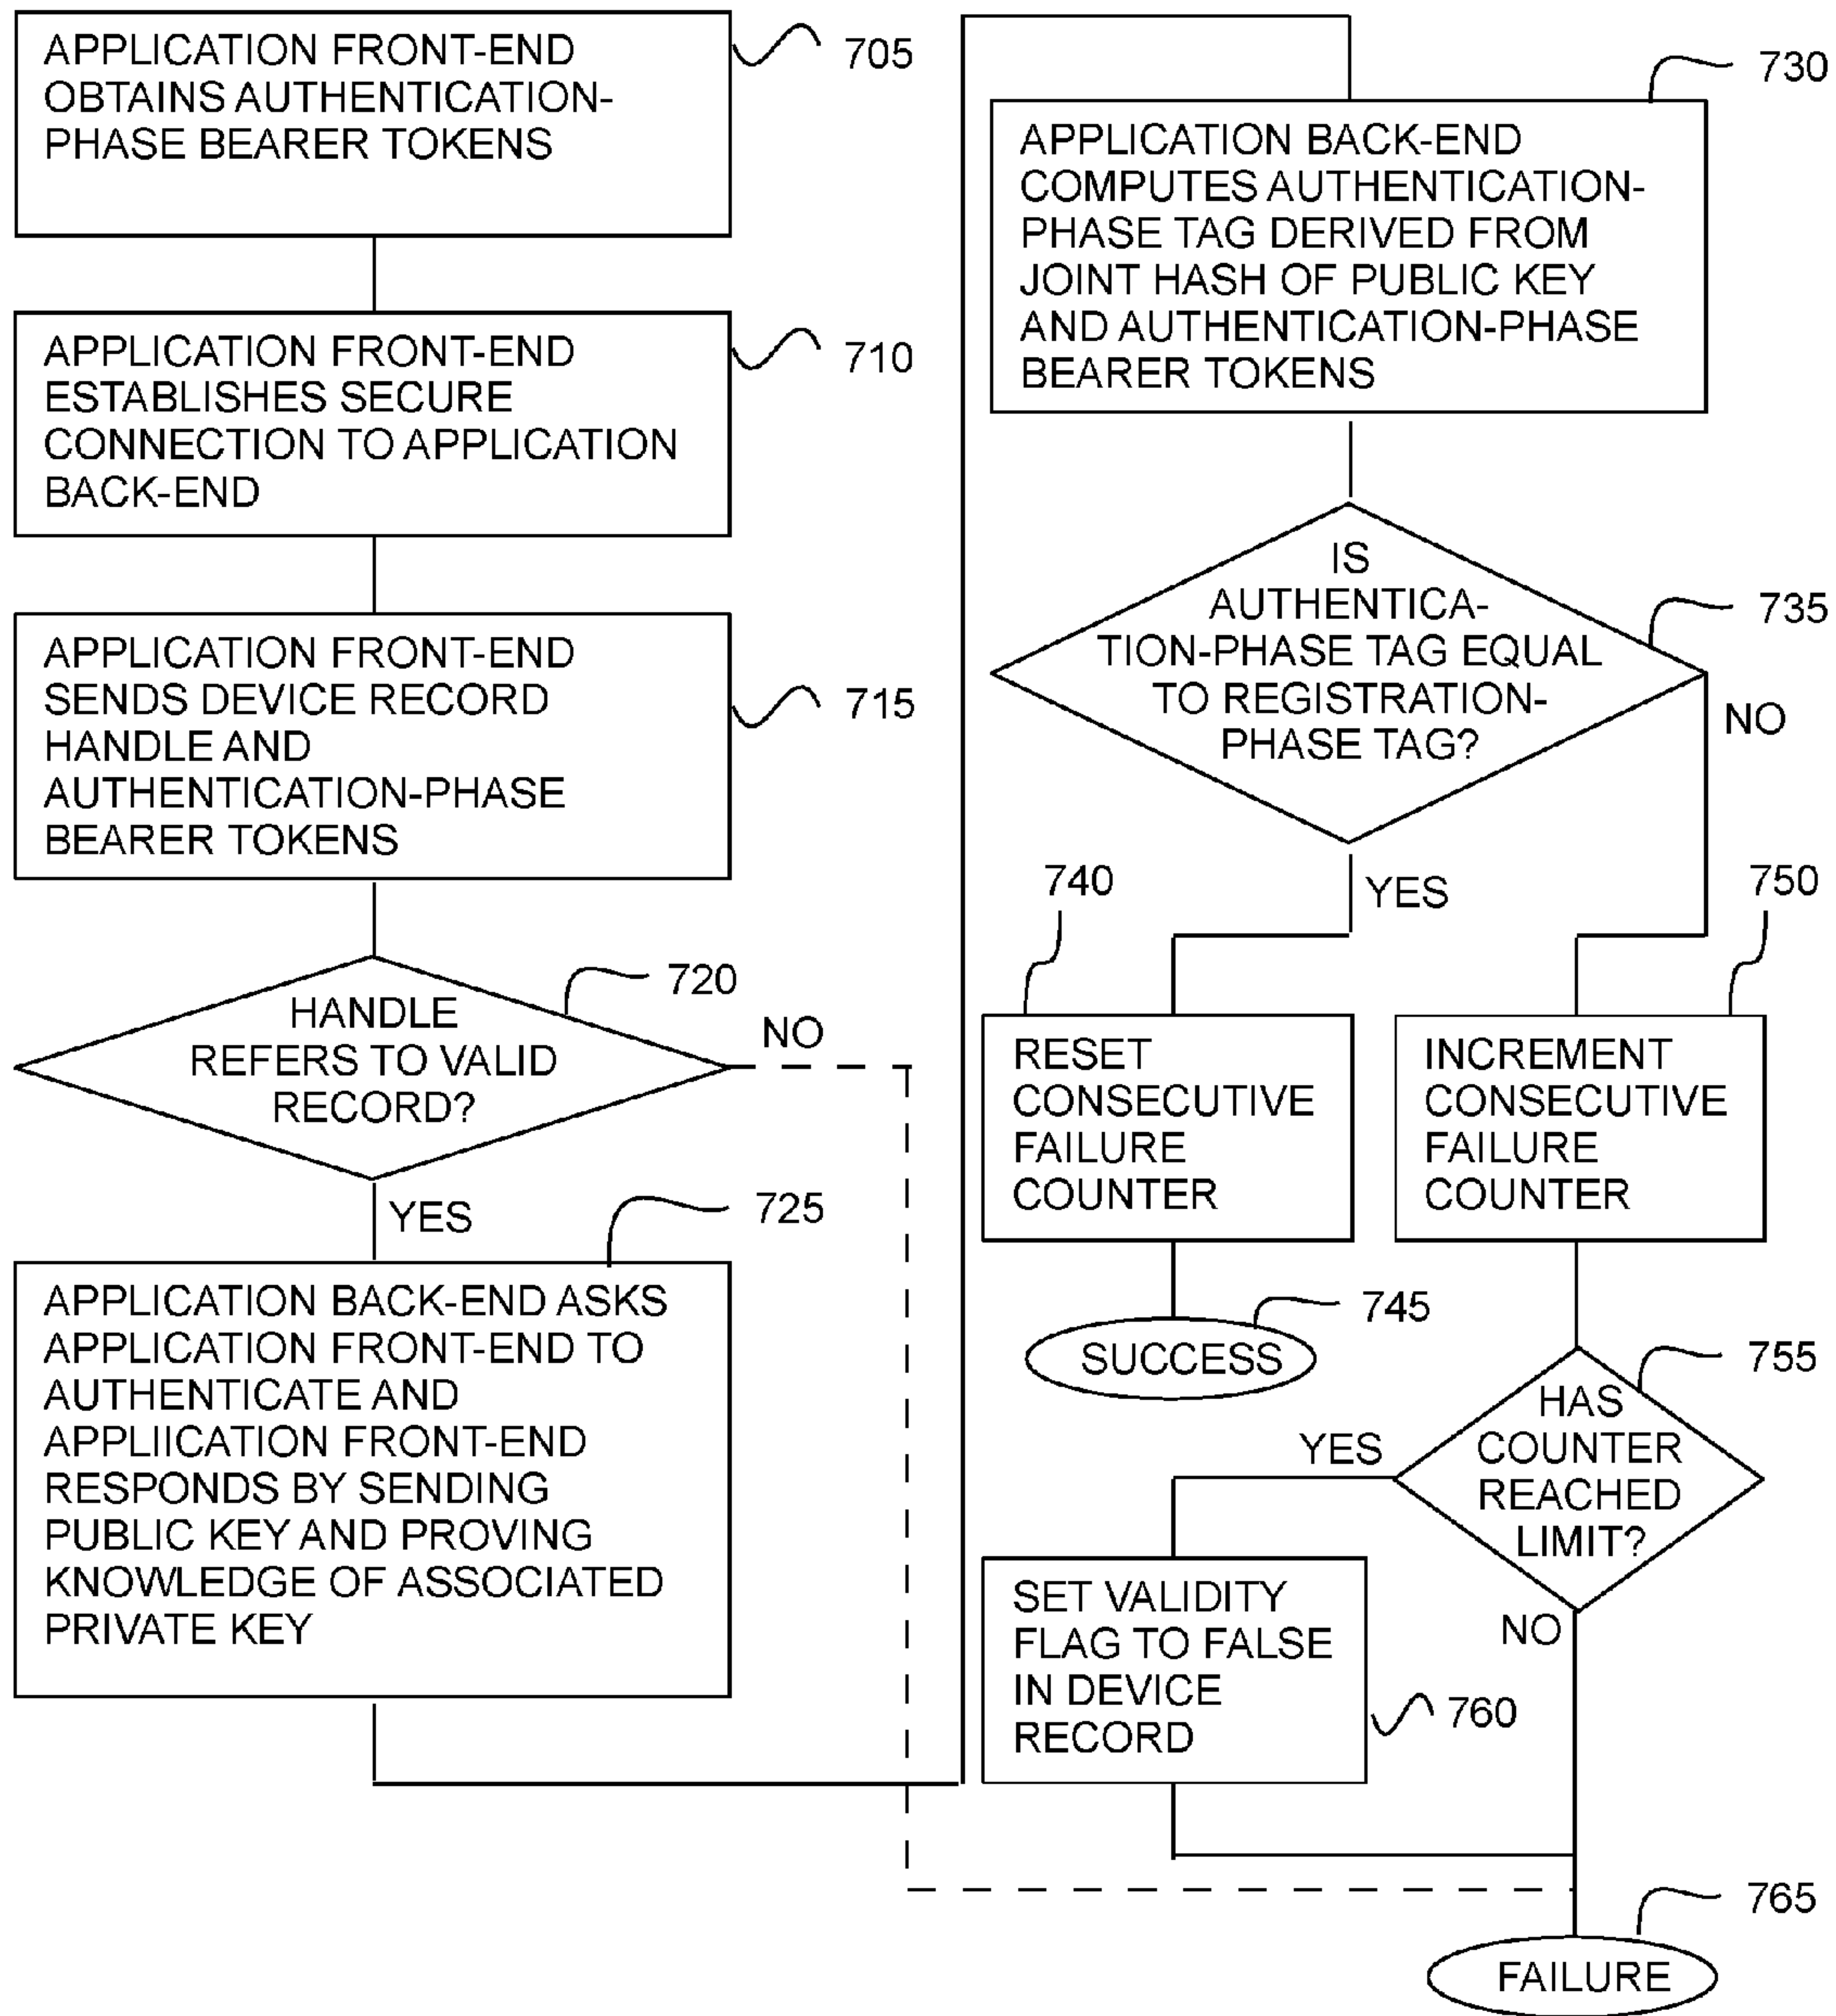 APPLICATION FRONT-END
OBTAINS AUTHENTICATION-
PHASE BEARER TOKENS
705
APPLICATION FRONT-END
ESTABLISHES SECURE
CONNECTION TO APPLICATION
BACK-END
710
APPLICATION FRONT-END
SENDS DEVICE RECORD
HANDLE AND
AUTHENTICATION-PHASE
BEARER TOKENS
715
HANDLE
REFERS TO VALID
RECORD?
720
NO
YES
725
APPLICATION BACK-END ASKS
APPLICATION FRONT-END TO
AUTHENTICATE AND
APPLIICATION FRONT-END
RESPONDS BY SENDING
PUBLIC KEY AND PROVING
KNOWLEDGE OF ASSOCIATED
PRIVATE KEY
730
APPLICATION BACK-END
COMPUTES AUTHENTICATION-
PHASE TAG DERIVED FROM
JOINT HASH OF PUBLIC KEY
AND AUTHENTICATION-PHASE
BEARER TOKENS
IS
AUTHENTICA-
TION-PHASE TAG EQUAL
TO REGISTRATION-
PHASE TAG?
735
NO
YES
740
RESET
CONSECUTIVE
FAILURE
COUNTER
745
SUCCESS
750
INCREMENT
CONSECUTIVE
FAILURE
COUNTER
755
HAS
COUNTER
REACHED
LIMIT?
YES
NO
SET VALIDITY
FLAG TO FALSE
IN DEVICE
RECORD
760
765
FAILURE